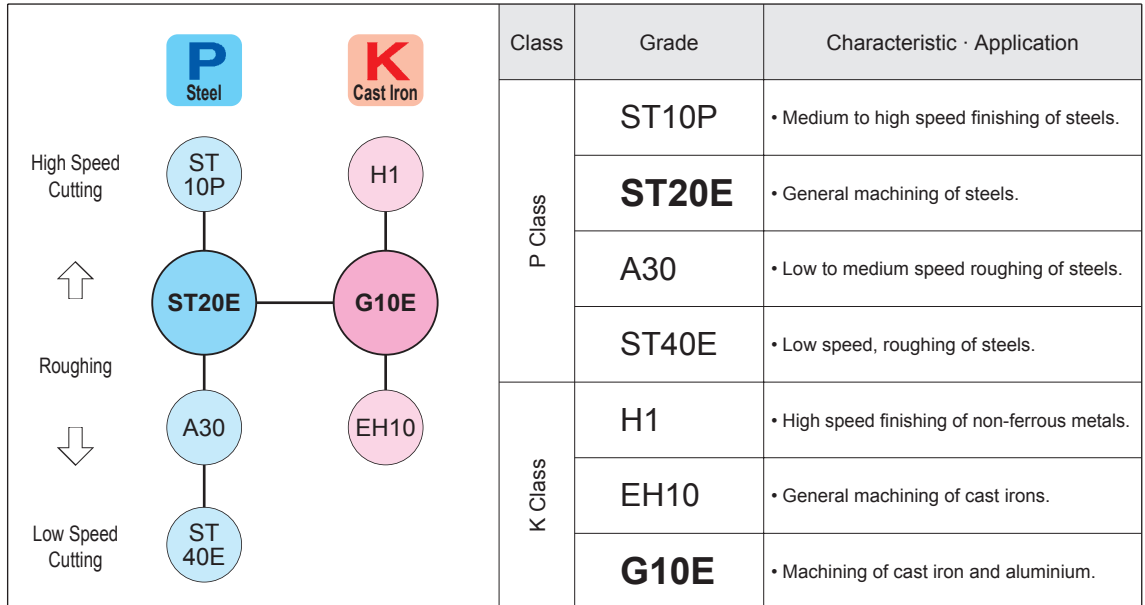 P
Steel
K
Cast Iron
High Speed
Cutting
ST
10P
H1
ST20E
G10E
Roughing
A30
EH10
Low Speed
Cutting
ST
40E
Class
Grade
Characteristic · Application
P Class
ST10P
• Medium to high speed finishing of steels.
ST20E
• General machining of steels.
A30
• Low to medium speed roughing of steels.
ST40E
• Low speed, roughing of steels.
K Class
H1
• High speed finishing of non-ferrous metals.
EH10
• General machining of cast irons.
G10E
• Machining of cast iron and aluminium.